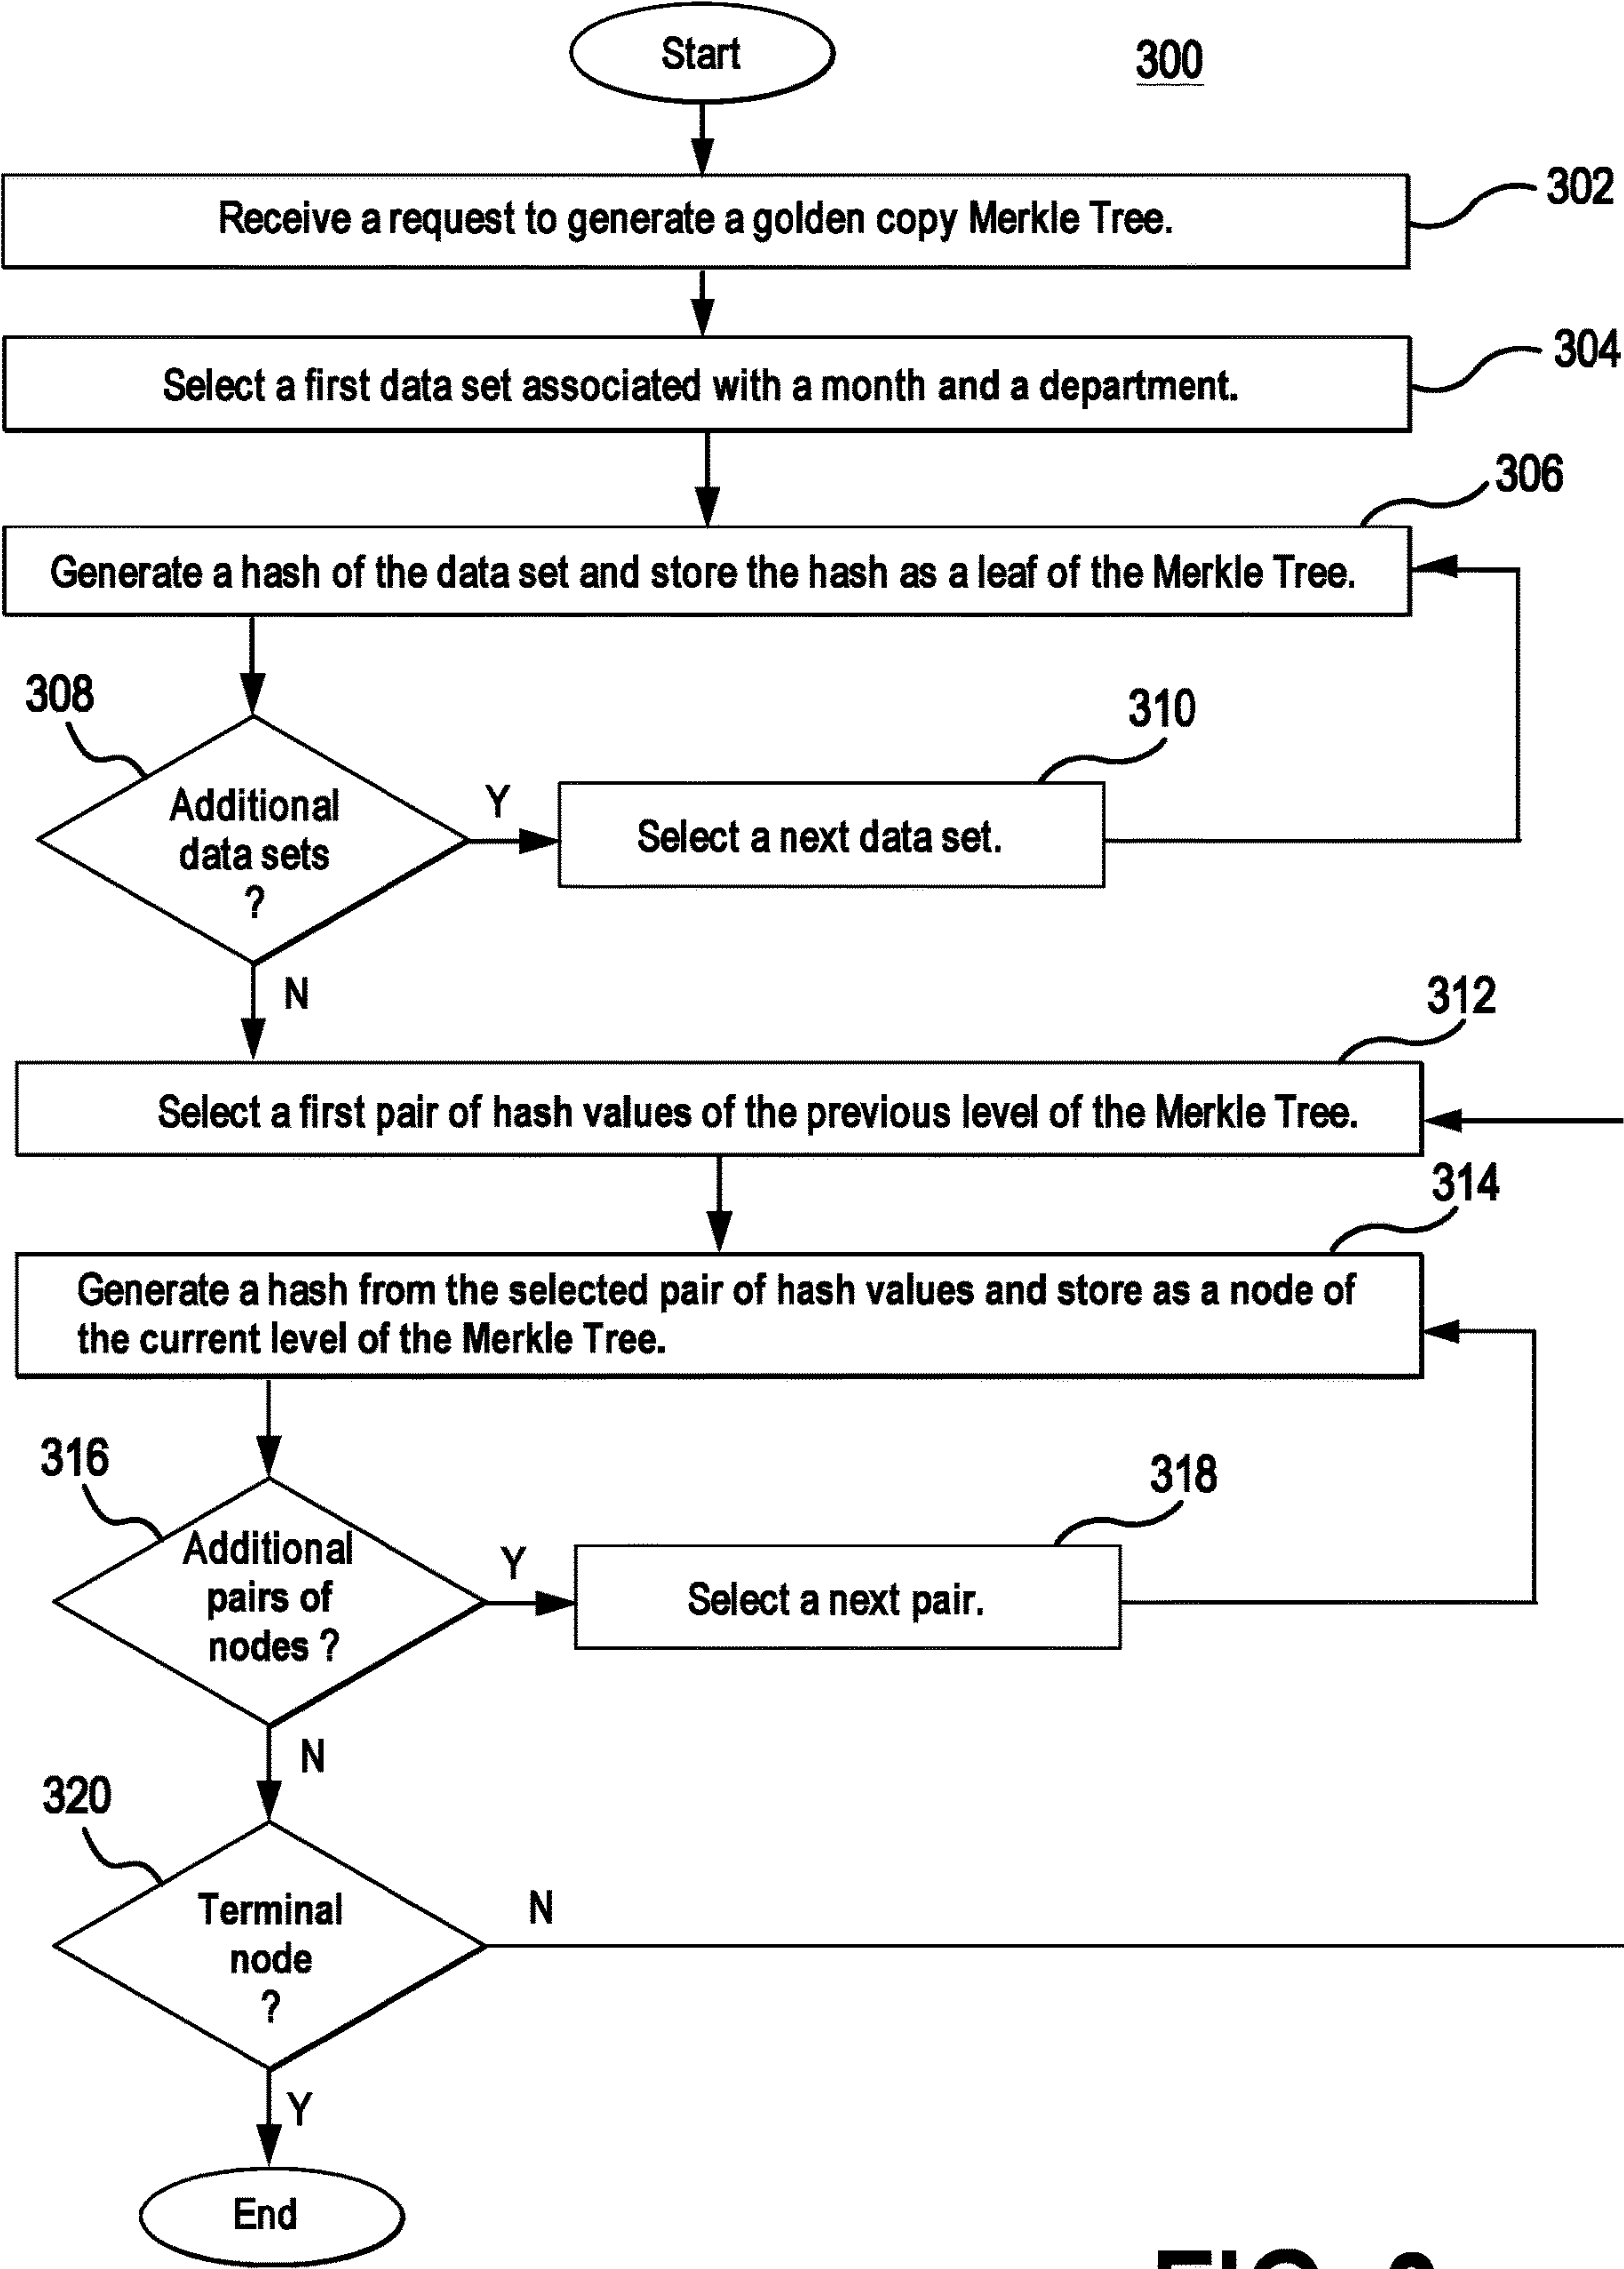 Start
300
302
Receive a request to generate a golden copy Merkle Tree.
304
Select a first data set associated with a month and a department.
306
Generate a hash of the data set and store the hash as a leaf of the Merkle Tree.
308
310
Additional
data sets
?
Y
Select a next data set.
N
312
Select a first pair of hash values of the previous level of the Merkle Tree.
314
Generate a hash from the selected pair of hash values and store as a node of
the current level of the Merkle Tree.
316
318
Additional
pairs of
nodes ?
Y
Select a next pair.
N
320
Terminal
node
?
N
Y
End
FIG.